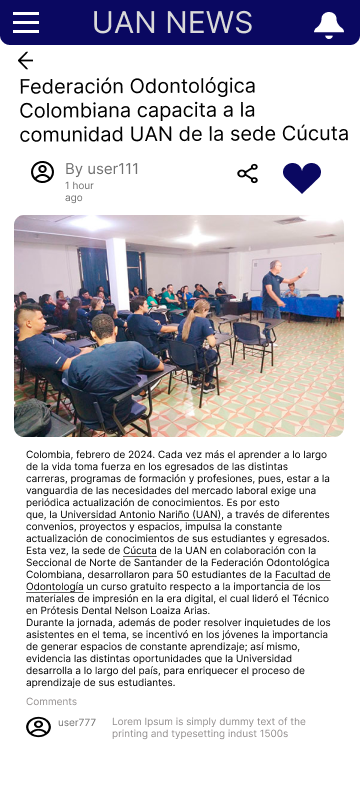 UAN NEWS
Federación Odontológica
Colombiana capacita a la
comunidad UAN de la sede Cúcuta
By user111
1 hour
ago
Colombia, febrero de 2024. Cada vez más el aprender a lo largo
de la vida toma fuerza en los egresados de las distintas
carreras, programas de formación y profesiones, pues, estar a la
vanguardia de las necesidades del mercado laboral exige una
periódica actualización de conocimientos. Es por esto
que, la Universidad Antonio Nariño (UAN), a través de diferentes
convenios, proyectos y espacios, impulsa la constante
actualización de conocimientos de sus estudiantes y egresados.
Esta vez, la sede de Cúcuta de la UAN en colaboración con la
Seccional de Norte de Santander de la Federación Odontológica
Colombiana, desarrollaron para 50 estudiantes de la Facultad de
Odontología un curso gratuito respecto a la importancia de los
materiales de impresión en la era digital, el cual lideró el Técnico
en Prótesis Dental Nelson Loaiza Arias.
Durante la jornada, además de poder resolver inquietudes de los
asistentes en el tema, se incentivó en los jóvenes la importancia
de generar espacios de constante aprendizaje; así mismo,
evidencia las distintas oportunidades que la Universidad
desarrolla a lo largo del país, para enriquecer el proceso de
aprendizaje de sus estudiantes.
Comments
user777
Lorem Ipsum is simply dummy text of the
printing and typesetting indust 1500s